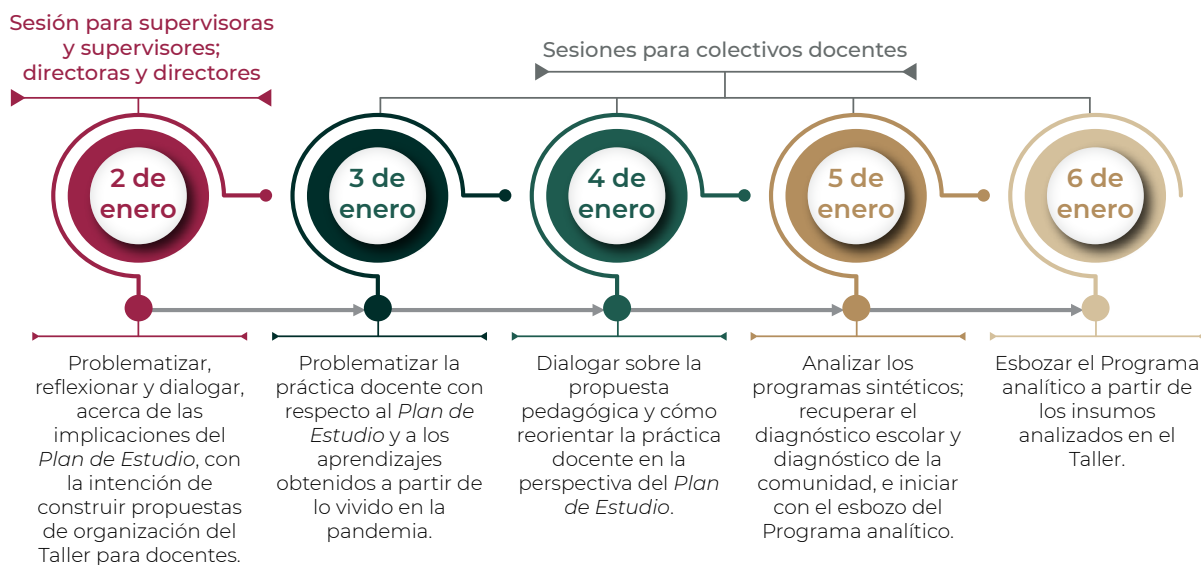 Sesión para supervisoras
y supervisores;
directoras y directores
Sesiones para colectivos docentes
2 de
enero
3 de
enero
4 de
enero
5 de
enero
6 de
enero
Problematizar,
reflexionar y dialogar,
acerca de las
implicaciones del
Plan de Estudio, con
la intención de
construir propuestas
de organización del
Taller para docentes.
Problematizar la
práctica docente con
respecto al Plan de
Estudio y a los
aprendizajes
obtenidos a partir de
lo vivido en la
pandemia.
Dialogar sobre la
propuesta
pedagógica y cómo
reorientar la práctica
docente en la
perspectiva del Plan
de Estudio.
Analizar los
programas sintéticos;
recuperar el
diagnóstico escolar y
diagnóstico de la
comunidad, e iniciar
con el esbozo del
Programa analítico.
Esbozar el Programa
analítico a partir de
los insumos
analizados en el
Taller.